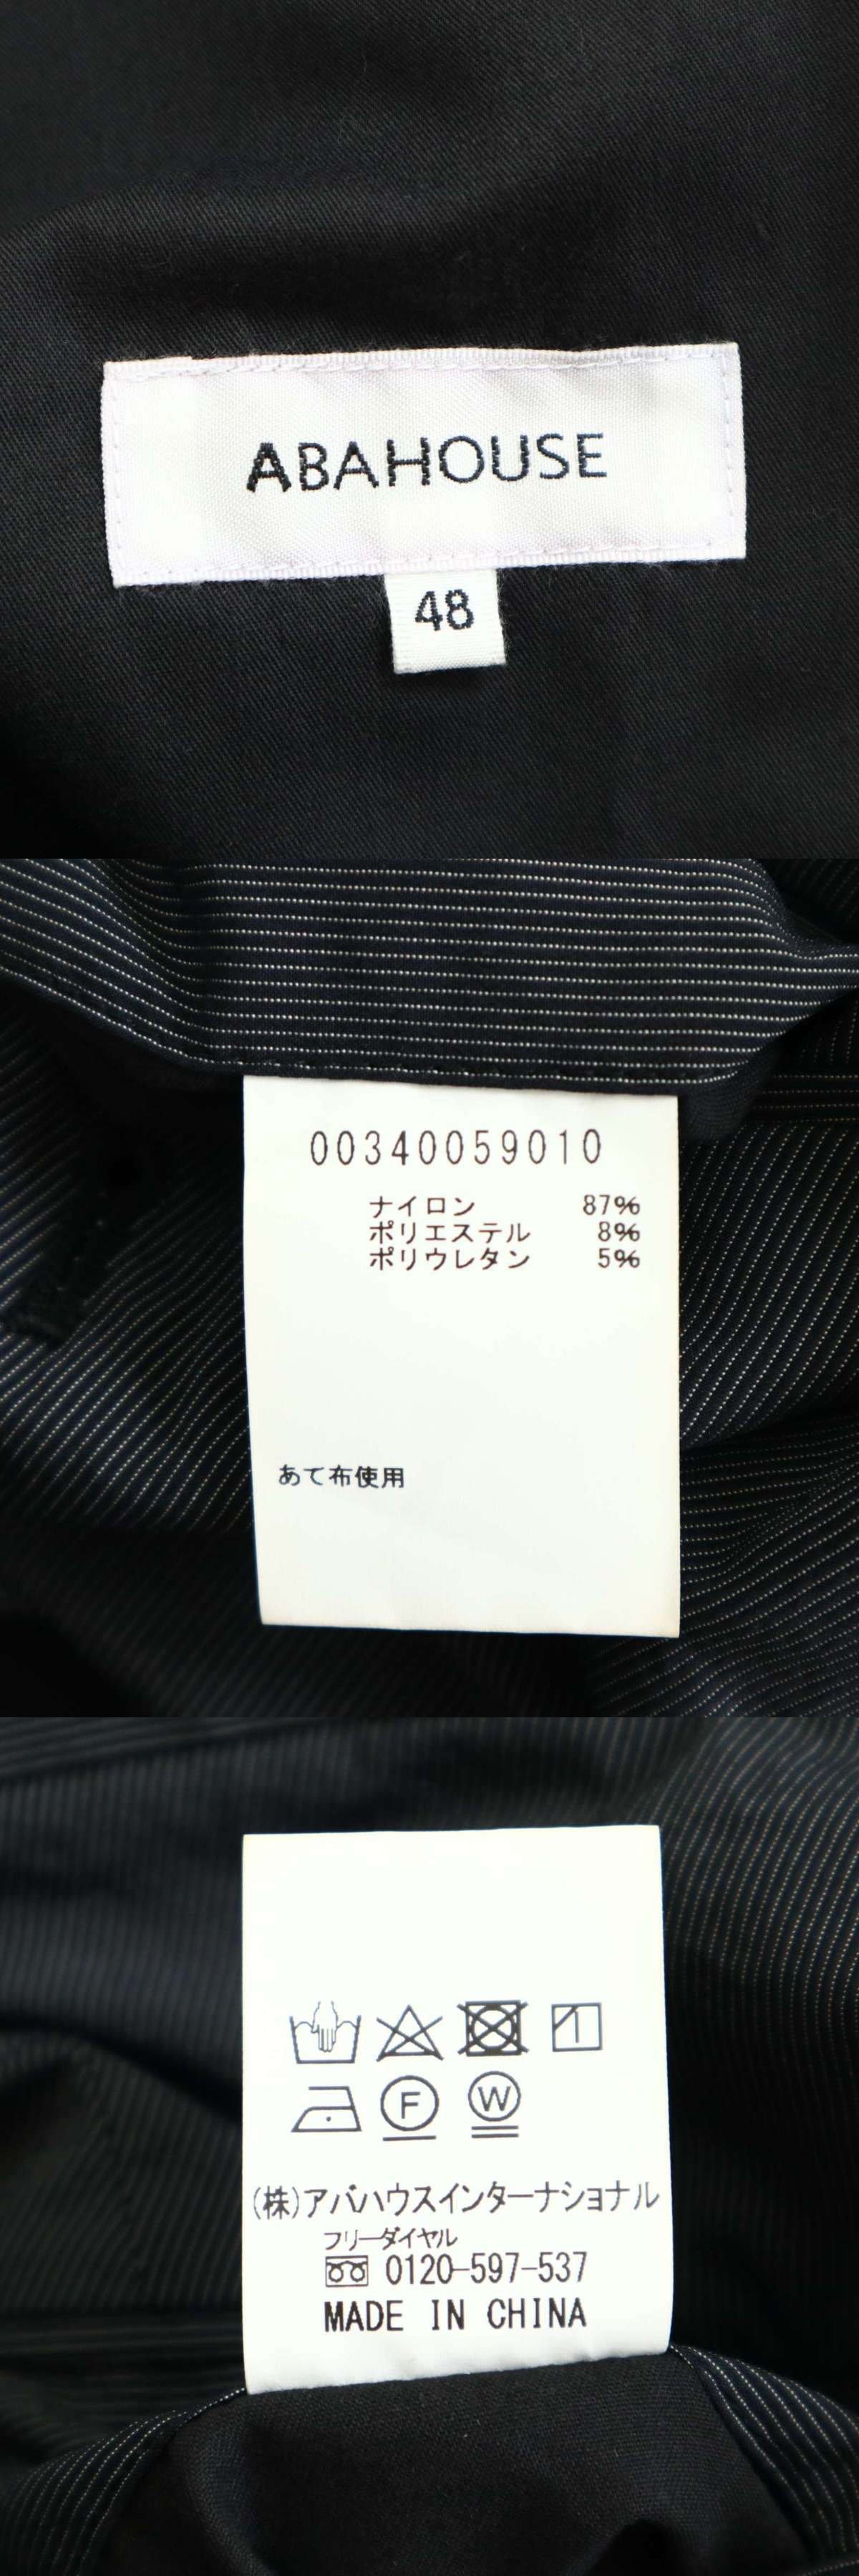 ABAHOUSE
48
00340059010
ナイロン 87%
ポリエステル 8%
ポリウレタン 5%
あて布使用
F W
(株)アバハウスインターナショナル
フリーダイヤル
0120-597-537
MADE IN CHINA